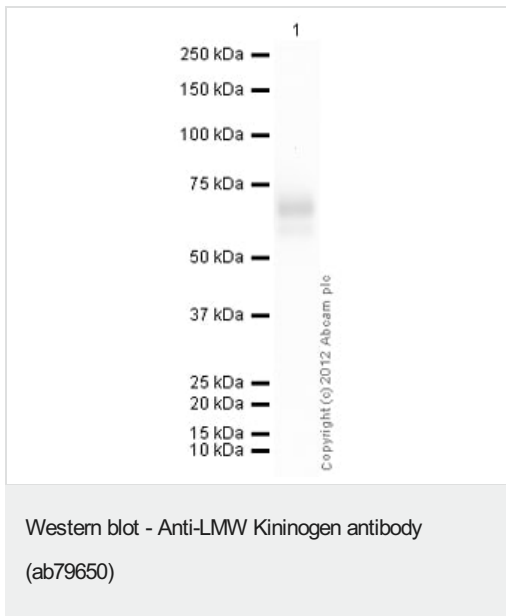 1
250 kDa
150 kDa
100 kDa
75 kDa
50 kDa
37 kDa
25 kDa
20 kDa
15 kDa
10 kDa
Copyright (c) 2012 Abcam plc
Western blot - Anti-LMW Kininogen antibody
(ab79650)